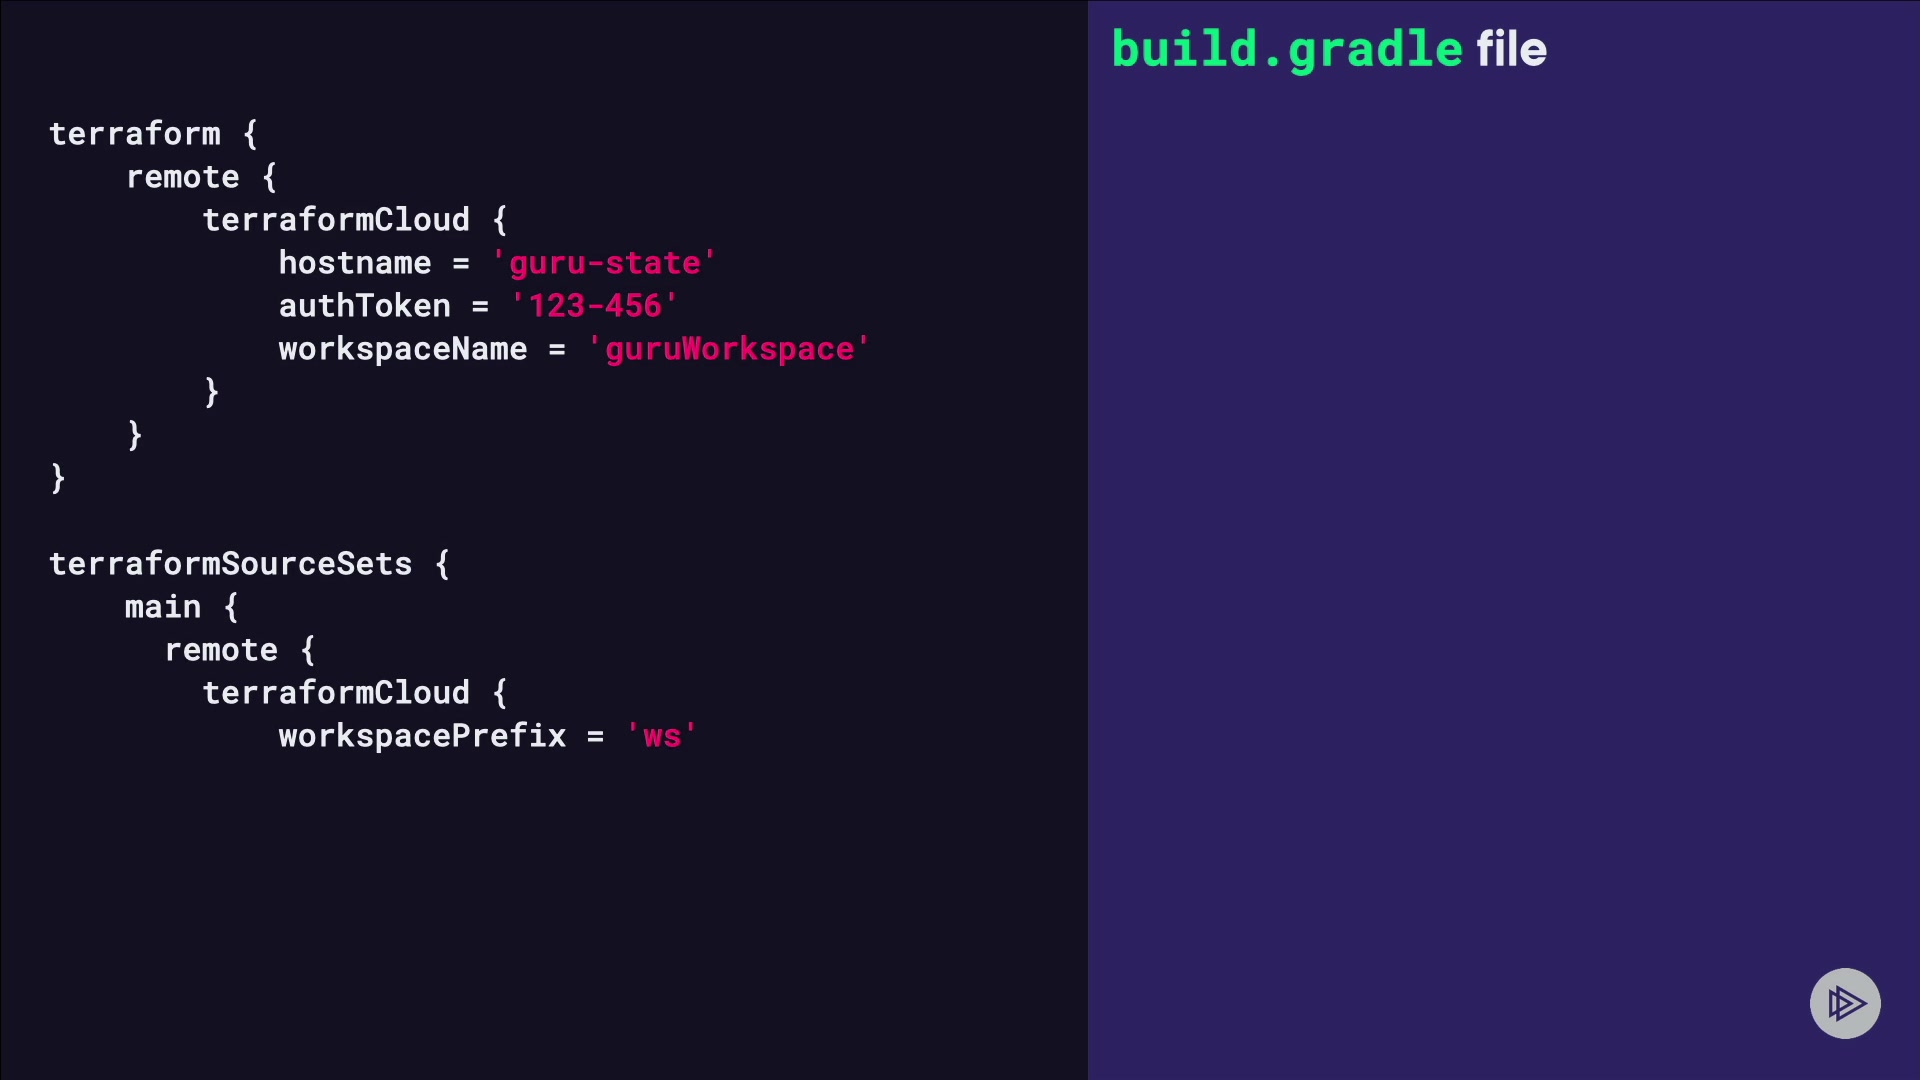 build.gradle file
terraform {
remote {
terraformCloud {
hostname = 'guru-state'
authToken = '123-456'
workspaceName = 'guruWorkspace'
}
}
}
terraformSourceSets {
main {
remote {
terraformCloud {
workspacePrefix = 'ws'